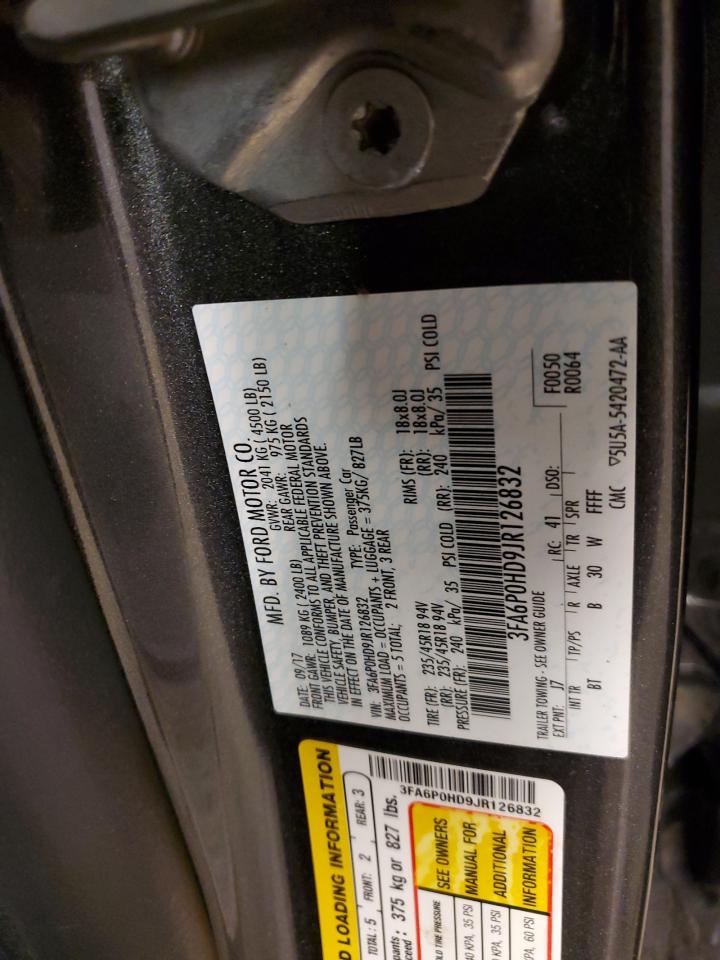 MFD. BY FORD MOTOR CO.
DATE: 09/17 GVWR: 2041 KG ( 4500 LB)
FRONT GAWR: 1089 KG ( 2400 LB) REAR GAWR: 975 KG ( 2150 LB)
THIS VEHICLE CONFORMS TO ALL APPLICABLE FEDERAL MOTOR
VEHICLE SAFETY, BUMPER, AND THEFT PREVENTION STANDARDS
IN EFFECT ON THE DATE OF MANUFACTURE SHOWN ABOVE.
VIN: 3FA6P0HD9JR126832 TYPE: Passenger Car
MAXIMUM LOAD = OCCUPANTS + LUGGAGE = 375KG/ 827LB
OCCUPANTS = 5 TOTAL; 2 FRONT, 3 REAR
TIRE (FR): 235/45R18 94V RIMS (FR): 18x8.0J
(RR): 235/45R18 94V (RR): 18x8.0J
PRESSURE (FR): 240 kPa/ 35 PSI COLD (RR): 240 kPa/ 35 PSI COLD
3FA6P0HD9JR126832
TRAILER TOWING - SEE OWNER GUIDE F0050
EXT PNT: J7 RC: 41 DSO: R0064
INT TR TP/PS R AXLE TR SPR
BT B 30 W FFFF
CMC ▽5U5A-5420472-AA
D LOADING INFORMATION
TOTAL: 5 FRONT: 2 REAR: 3
375 kg or 827 lbs.
3FA6P0HD9JR126832
SEE OWNERS
MANUAL FOR
ADDITIONAL
INFORMATION
KPA, 35 PSI
KPA, 35 PSI
KPA, 60 PSI